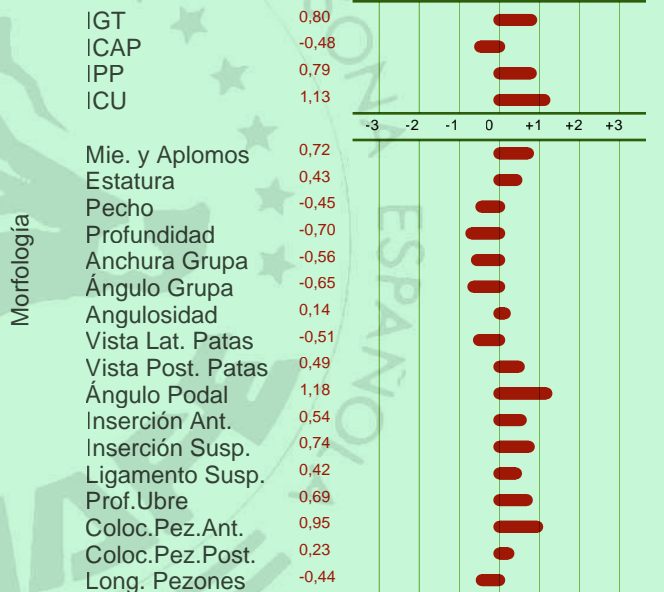 IGT 0,80
ICAP -0,48
IPP 0,79
ICU 1,13
-3 -2 -1 0 +1 +2 +3
Morfología
Mie. y Aplomos 0,72
Estatura 0,43
Pecho -0,45
Profundidad -0,70
Anchura Grupa -0,56
Ángulo Grupa -0,65
Angulosidad 0,14
Vista Lat. Patas -0,51
Vista Post. Patas 0,49
Ángulo Podal 1,18
Inserción Ant. 0,54
Inserción Susp. 0,74
Ligamento Susp. 0,42
Prof.Ubre 0,69
Coloc.Pez.Ant. 0,95
Coloc.Pez.Post. 0,23
Long. Pezones -0,44
ESPAÑOLA